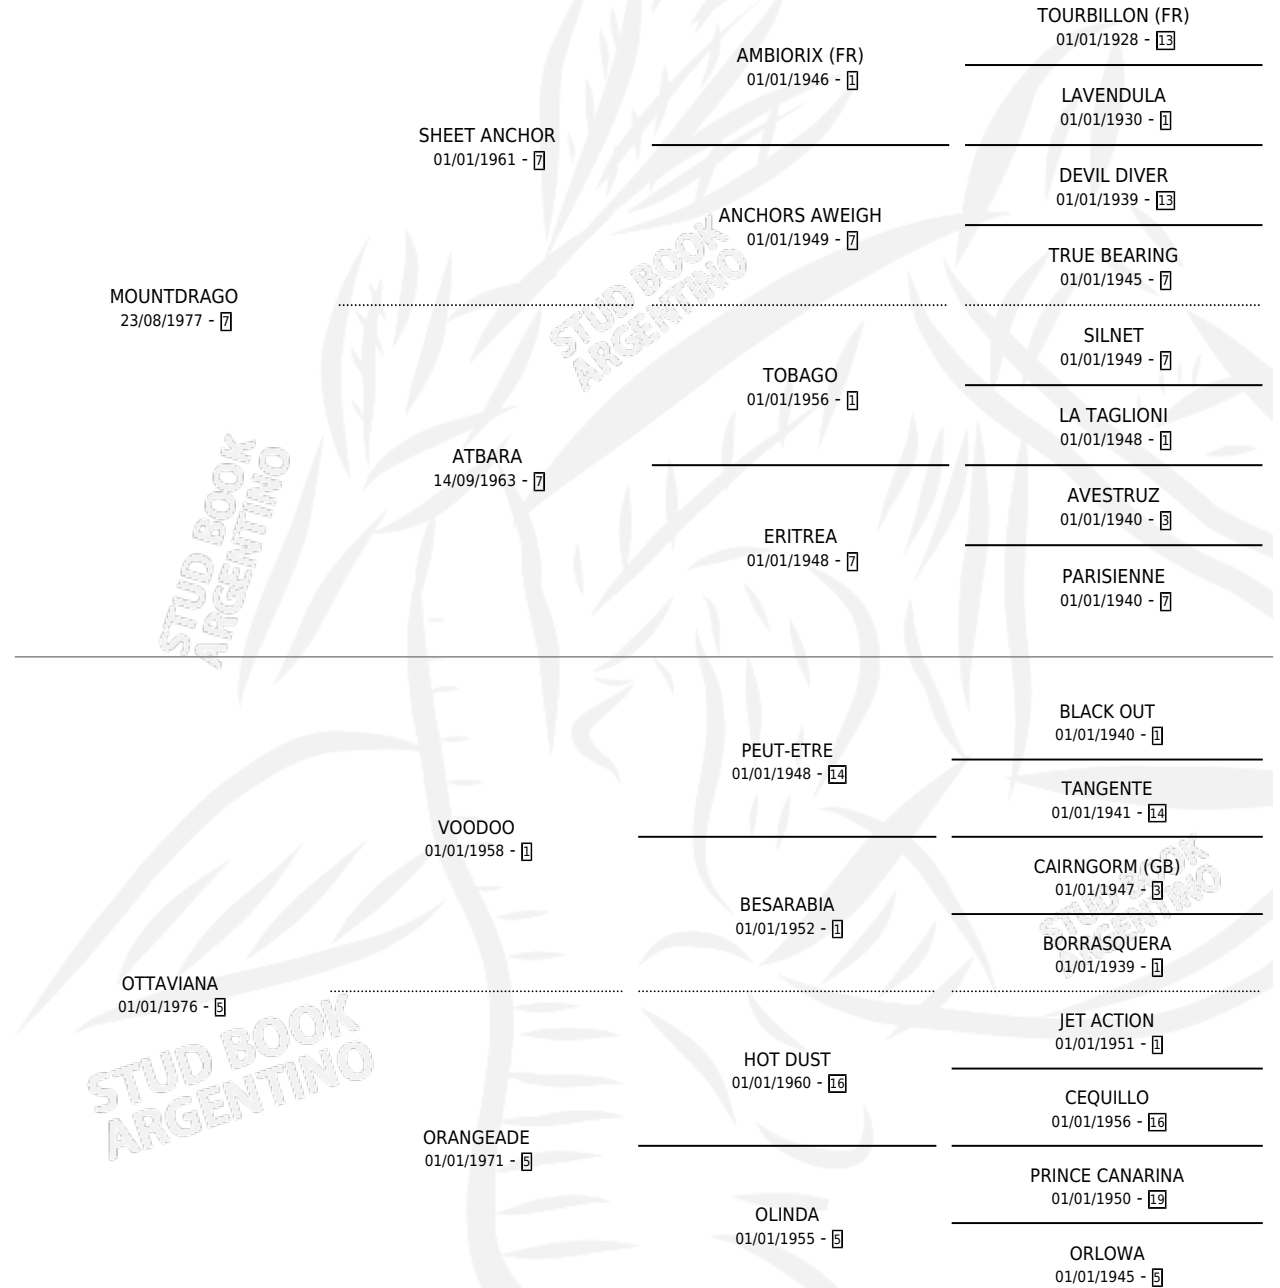 TOURBILLON (FR)
01/01/1928 - 13
AMBIORIX (FR)
01/01/1946 - 1
LAVENDULA
01/01/1930 - 1
SHEET ANCHOR
01/01/1961 - 7
DEVIL DIVER
01/01/1939 - 13
ANCHORS AWEIGH
01/01/1949 - 7
TRUE BEARING
01/01/1945 - 7
MOUNTDRAGO
23/08/1977 - 7
SILNET
01/01/1949 - 7
TOBAGO
01/01/1956 - 1
LA TAGLIONI
01/01/1948 - 1
ATBARA
14/09/1963 - 7
AVESTRUZ
01/01/1940 - 3
ERITREA
01/01/1948 - 7
PARISIENNE
01/01/1940 - 7
BLACK OUT
01/01/1940 - 1
PEUT-ETRE
01/01/1948 - 14
TANGENTE
01/01/1941 - 14
VOODOO
01/01/1958 - 1
CAIRNGORM (GB)
01/01/1947 - 3
BESARABIA
01/01/1952 - 1
BORRASQUERA
01/01/1939 - 1
OTTAVIANA
01/01/1976 - 5
JET ACTION
01/01/1951 - 1
HOT DUST
01/01/1960 - 16
CEQUILLO
01/01/1956 - 16
ORANGEADE
01/01/1971 - 5
PRINCE CANARINA
01/01/1950 - 19
OLINDA
01/01/1955 - 5
ORLOWA
01/01/1945 - 5
STUD BOOK
ARGENTINO
STUD BOOK
ARGENTINO
STUD BOOK
ARGENTINO
STUD BOOK
ARGENTINO